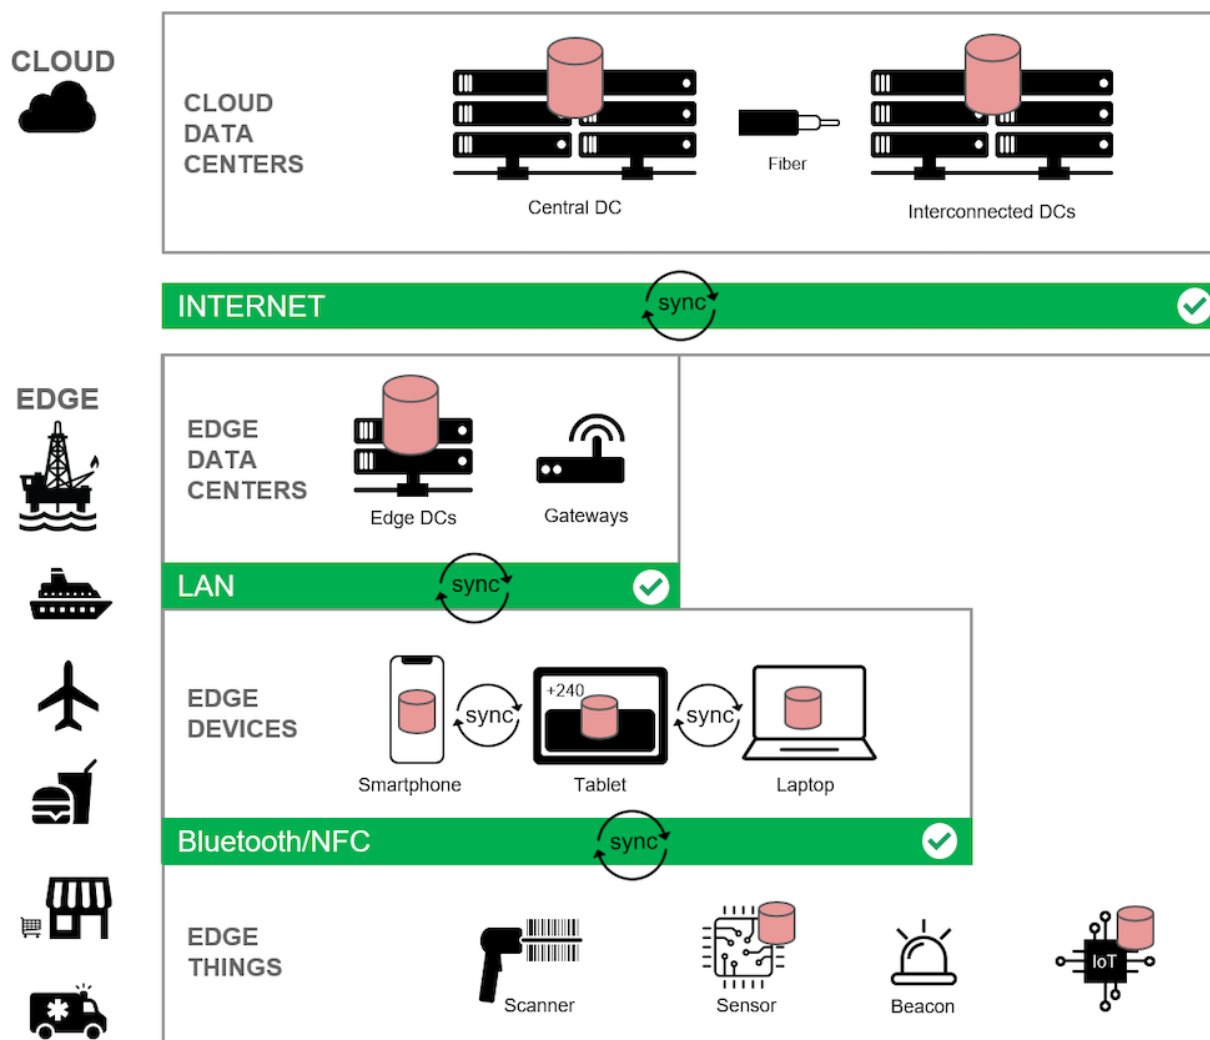 CLOUD
CLOUD
DATA
CENTERS
Central DC
Fiber
Interconnected DCs
INTERNET
sync
EDGE
EDGE
DATA
CENTERS
Edge DCs
Gateways
LAN
sync
EDGE
DEVICES
sync
+240
sync
Smartphone
Tablet
Laptop
Bluetooth/NFC
sync
EDGE
THINGS
IoT
Scanner
Sensor
Beacon